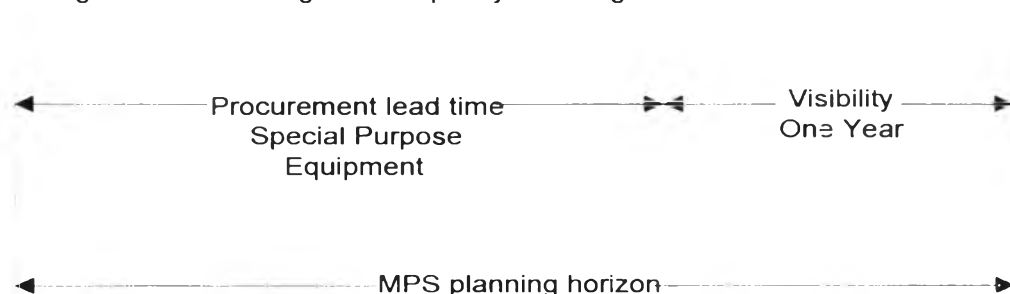 Procurement lead time
Special Purpose
Equipment
Visibility
One Year
MPS planning horizon